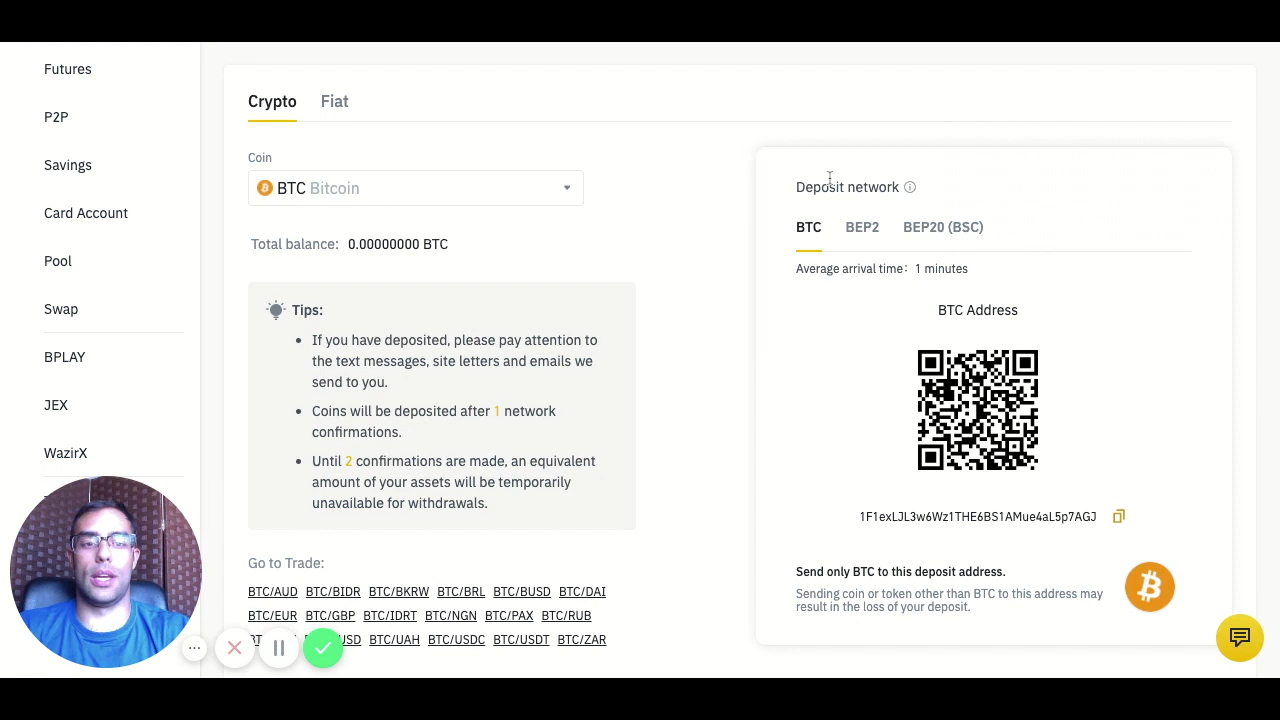 Futures
P2P
Savings
Card Account
Pool
Swap
BPLAY
JEX
WazirX
Crypto Fiat
Coin
BTC Bitcoin
Total balance: 0.00000000 BTC
Tips:
If you have deposited, please pay attention to
the text messages, site letters and emails we
send to you.
Coins will be deposited after 1 network
confirmations.
Until 2 confirmations are made, an equivalent
amount of your assets will be temporarily
unavailable for withdrawals.
Go to Trade:
BTC/AUD BTC/BIDR BTC/BKRW BTC/BRL BTC/BUSD BTC/DAI
BTC/EUR BTC/GBP BTC/IDRT BTC/NGN BTC/PAX BTC/RUB
BTC/UAH BTC/USDC BTC/USDT BTC/ZAR
Deposit network
BTC BEP2 BEP20 (BSC)
Average arrival time: 1 minutes
BTC Address
1F1exLJL3w6Wz1THE6BS1AMue4aL5p7AGJ
Send only BTC to this deposit address.
Sending coin or token other than BTC to this address may
result in the loss of your deposit.